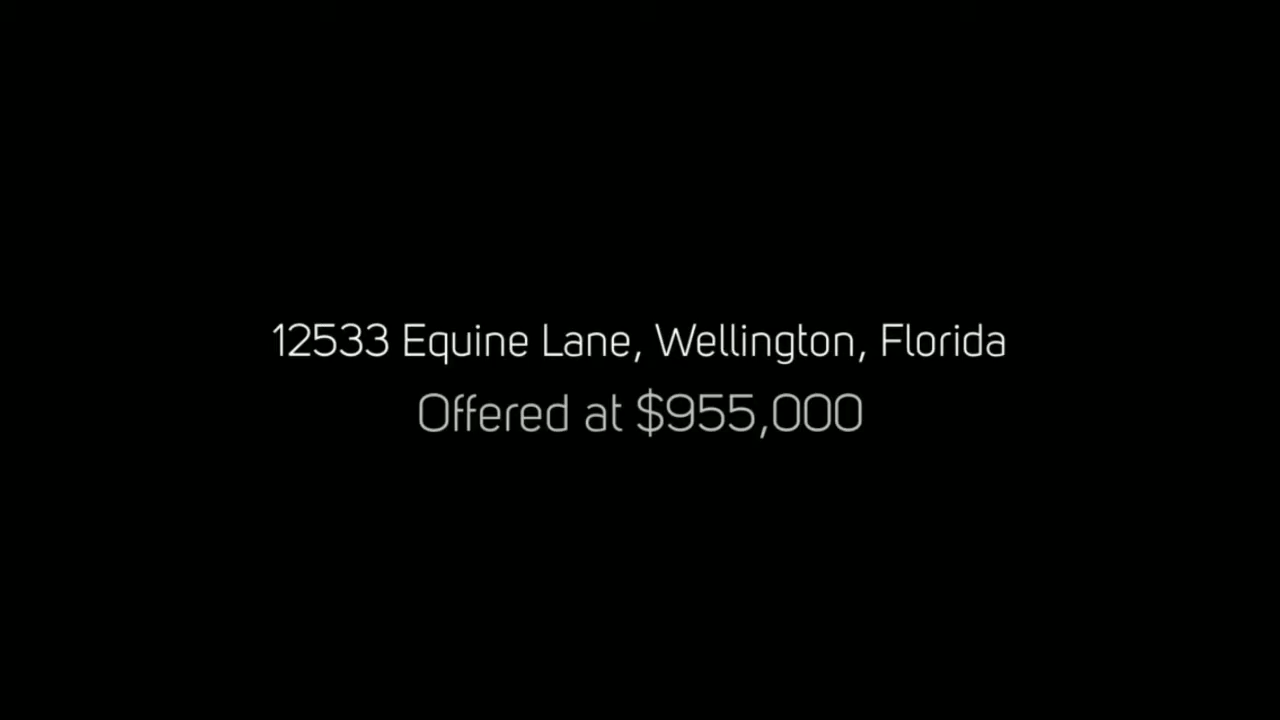 12533 Equine Lane, Wellington, Florida
Offered at $955,000